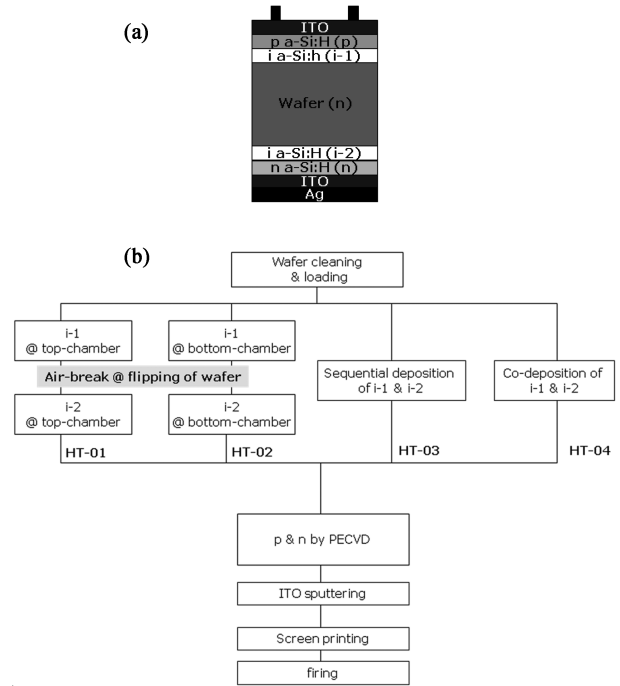 (a)
ITO
p a-Si:H (p)
i a-Si:h (i-1)
Wafer (n)
i a-Si:H (i-2)
n a-Si:H (n)
ITO
Ag
(b)
Wafer cleaning
& loading
i-1
@ top-chamber
i-1
@ bottom-chamber
Sequential deposition
of i-1 & i-2
Co-deposition of
i-1 & i-2
Air-break @ flipping of wafer
i-2
@ top-chamber
i-2
@ bottom-chamber
HT-01
HT-02
HT-03
HT-04
p & n by PECVD
ITO sputtering
Screen printing
firing